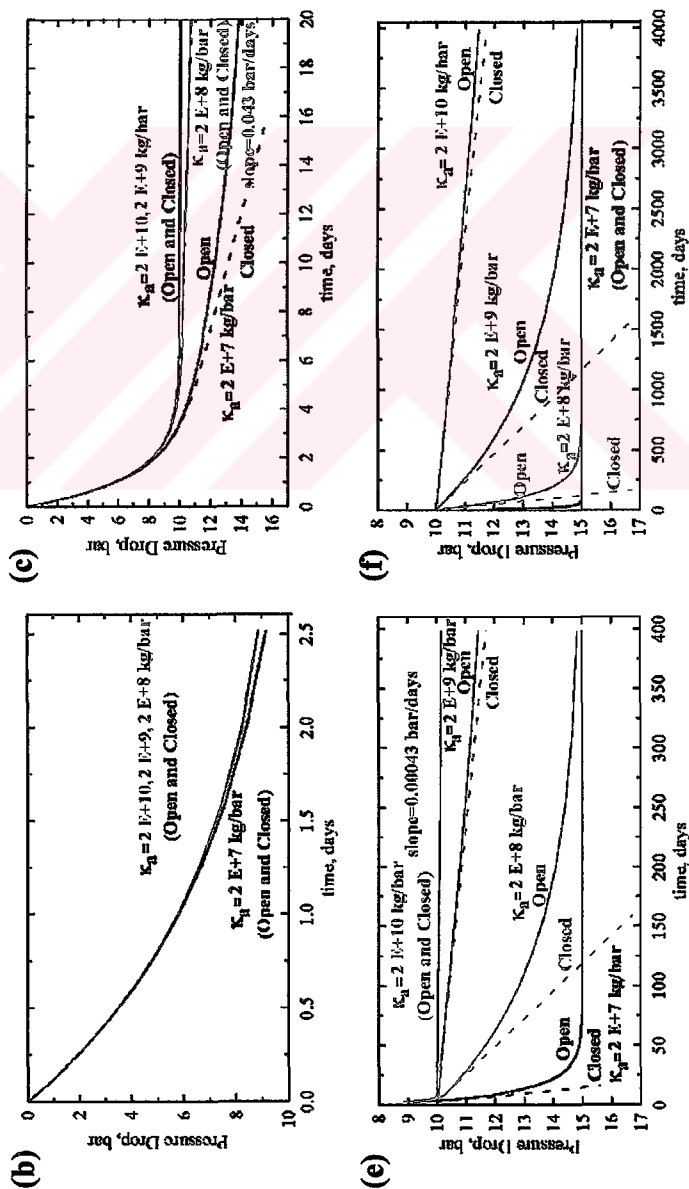 (b)
Pressure Drop, bar
0
2
4
6
8
10
κa=2 E+10, 2 E+9, 2 E+8 kg/bar
(Open and Closed)
κa=2 E+7 kg/bar
(Open and Closed)
0.0
0.5
1.0
1.5
2.0
2.5
time, days
(c)
Pressure Drop, bar
0
2
4
6
8
10
12
14
16
κa=2 E+10, 2 E+9 kg/bar
(Open and Closed)
κa=2 E+8 kg/bar
(Open and Closed)
κa=2 E+7 kg/bar
Open
Closed
slope=0.043 bar/days
0
2
4
6
8
10
12
14
16
18
20
time, days
(e)
Pressure Drop, bar
8
9
10
11
12
13
14
15
16
17
κa=2 E+10 kg/bar
(Open and Closed)
slope=0.00043 bar/days
κa=2 E+9 kg/bar
Open
Closed
κa=2 E+8 kg/bar
Open
Closed
Open
Closed
κa=2 E+7 kg/bar
0
50
100
150
200
250
300
350
400
time, days
(f)
Pressure Drop, bar
8
9
10
11
12
13
14
15
16
17
κa= 2 E+10 kg/bar
Open
Closed
κa=2 E+9 kg/bar
Open
Closed
Open
κa=2 E+8 kg/bar
Closed
κa=2 E+7 kg/bar
(Open and Closed)
0
500
1000
1500
2000
2500
3000
3500
4000
time, days